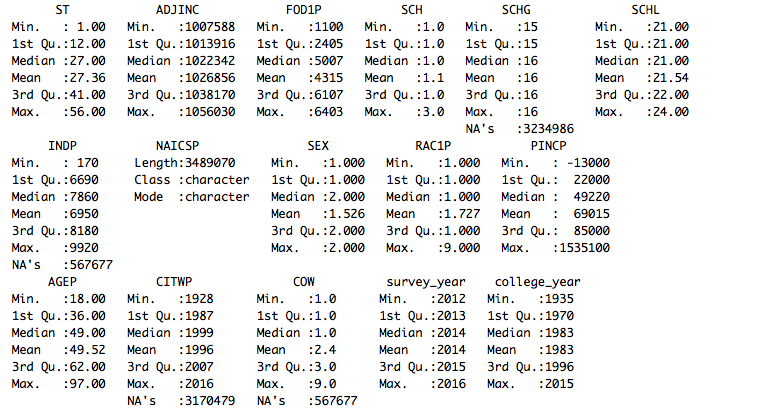 ST            ADJINC            FOD1P            SCH            SCHG              SCHL
Min.   : 1.00   Min.   :1007588   Min.   :1100   Min.   :1.0   Min.   :15        Min.   :21.00
1st Qu.:12.00   1st Qu.:1013916   1st Qu.:2405   1st Qu.:1.0   1st Qu.:15        1st Qu.:21.00
Median :27.00   Median :1022342   Median :5007   Median :1.0   Median :16        Median :21.00
Mean   :27.36   Mean   :1026856   Mean   :4315   Mean   :1.1   Mean   :16        Mean   :21.54
3rd Qu.:41.00   3rd Qu.:1038170   3rd Qu.:6107   3rd Qu.:1.0   3rd Qu.:16        3rd Qu.:22.00
Max.   :56.00   Max.   :1056030   Max.   :6403   Max.   :3.0   Max.   :16        Max.   :24.00
NA's   :3234986
     INDP          NAICSP               SEX            RAC1P           PINCP
Min.   : 170    Length:3489070     Min.   :1.000   Min.   :1.000   Min.   : -13000
1st Qu.:6690    Class :character   1st Qu.:1.000   1st Qu.:1.000   1st Qu.:  22000
Median :7860    Mode  :character   Median :2.000   Median :1.000   Median :  49220
Mean   :6950                       Mean   :1.526   Mean   :1.727   Mean   :  69015
3rd Qu.:8180                       3rd Qu.:2.000   3rd Qu.:1.000   3rd Qu.:  85000
Max.   :9920                       Max.   :2.000   Max.   :9.000   Max.   :1535100
NA's   :567677
     AGEP           CITWP             COW          survey_year    college_year
Min.   :18.00   Min.   :1928      Min.   :1.0      Min.   :2012   Min.   :1935
1st Qu.:36.00   1st Qu.:1987      1st Qu.:1.0      1st Qu.:2013   1st Qu.:1970
Median :49.00   Median :1999      Median :1.0      Median :2014   Median :1983
Mean   :49.52   Mean   :1996      Mean   :2.4      Mean   :2014   Mean   :1983
3rd Qu.:62.00   3rd Qu.:2007      3rd Qu.:3.0      3rd Qu.:2015   3rd Qu.:1996
Max.   :97.00   Max.   :2016      Max.   :9.0      Max.   :2016   Max.   :2015
                NA's   :3170479   NA's   :567677